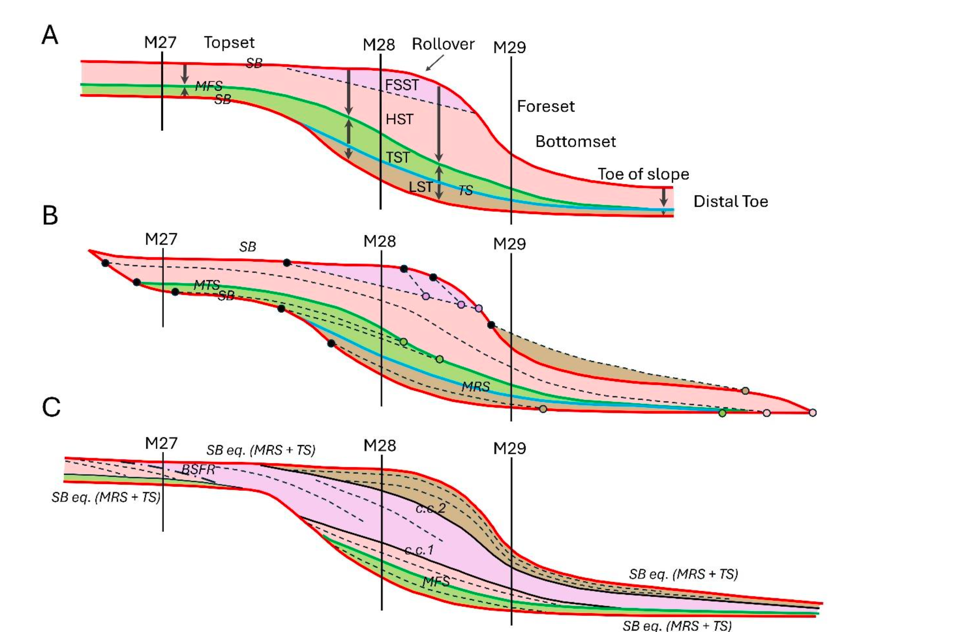 A
M27
Topset
M28
Rollover
M29
SB
FSST
MFS
SB
Foreset
HST
Bottomset
TST
Toe of slope
LST
TS
Distal Toe
B
M27
SB
M28
M29
MTS
SB
MRS
C
M27
SB eq. (MRS + TS)
M28
M29
BSFR
SB eq. (MRS + TS)
c.c.2
c.c.1
SB eq. (MRS + TS)
MFS
SB eq. (MRS + TS)